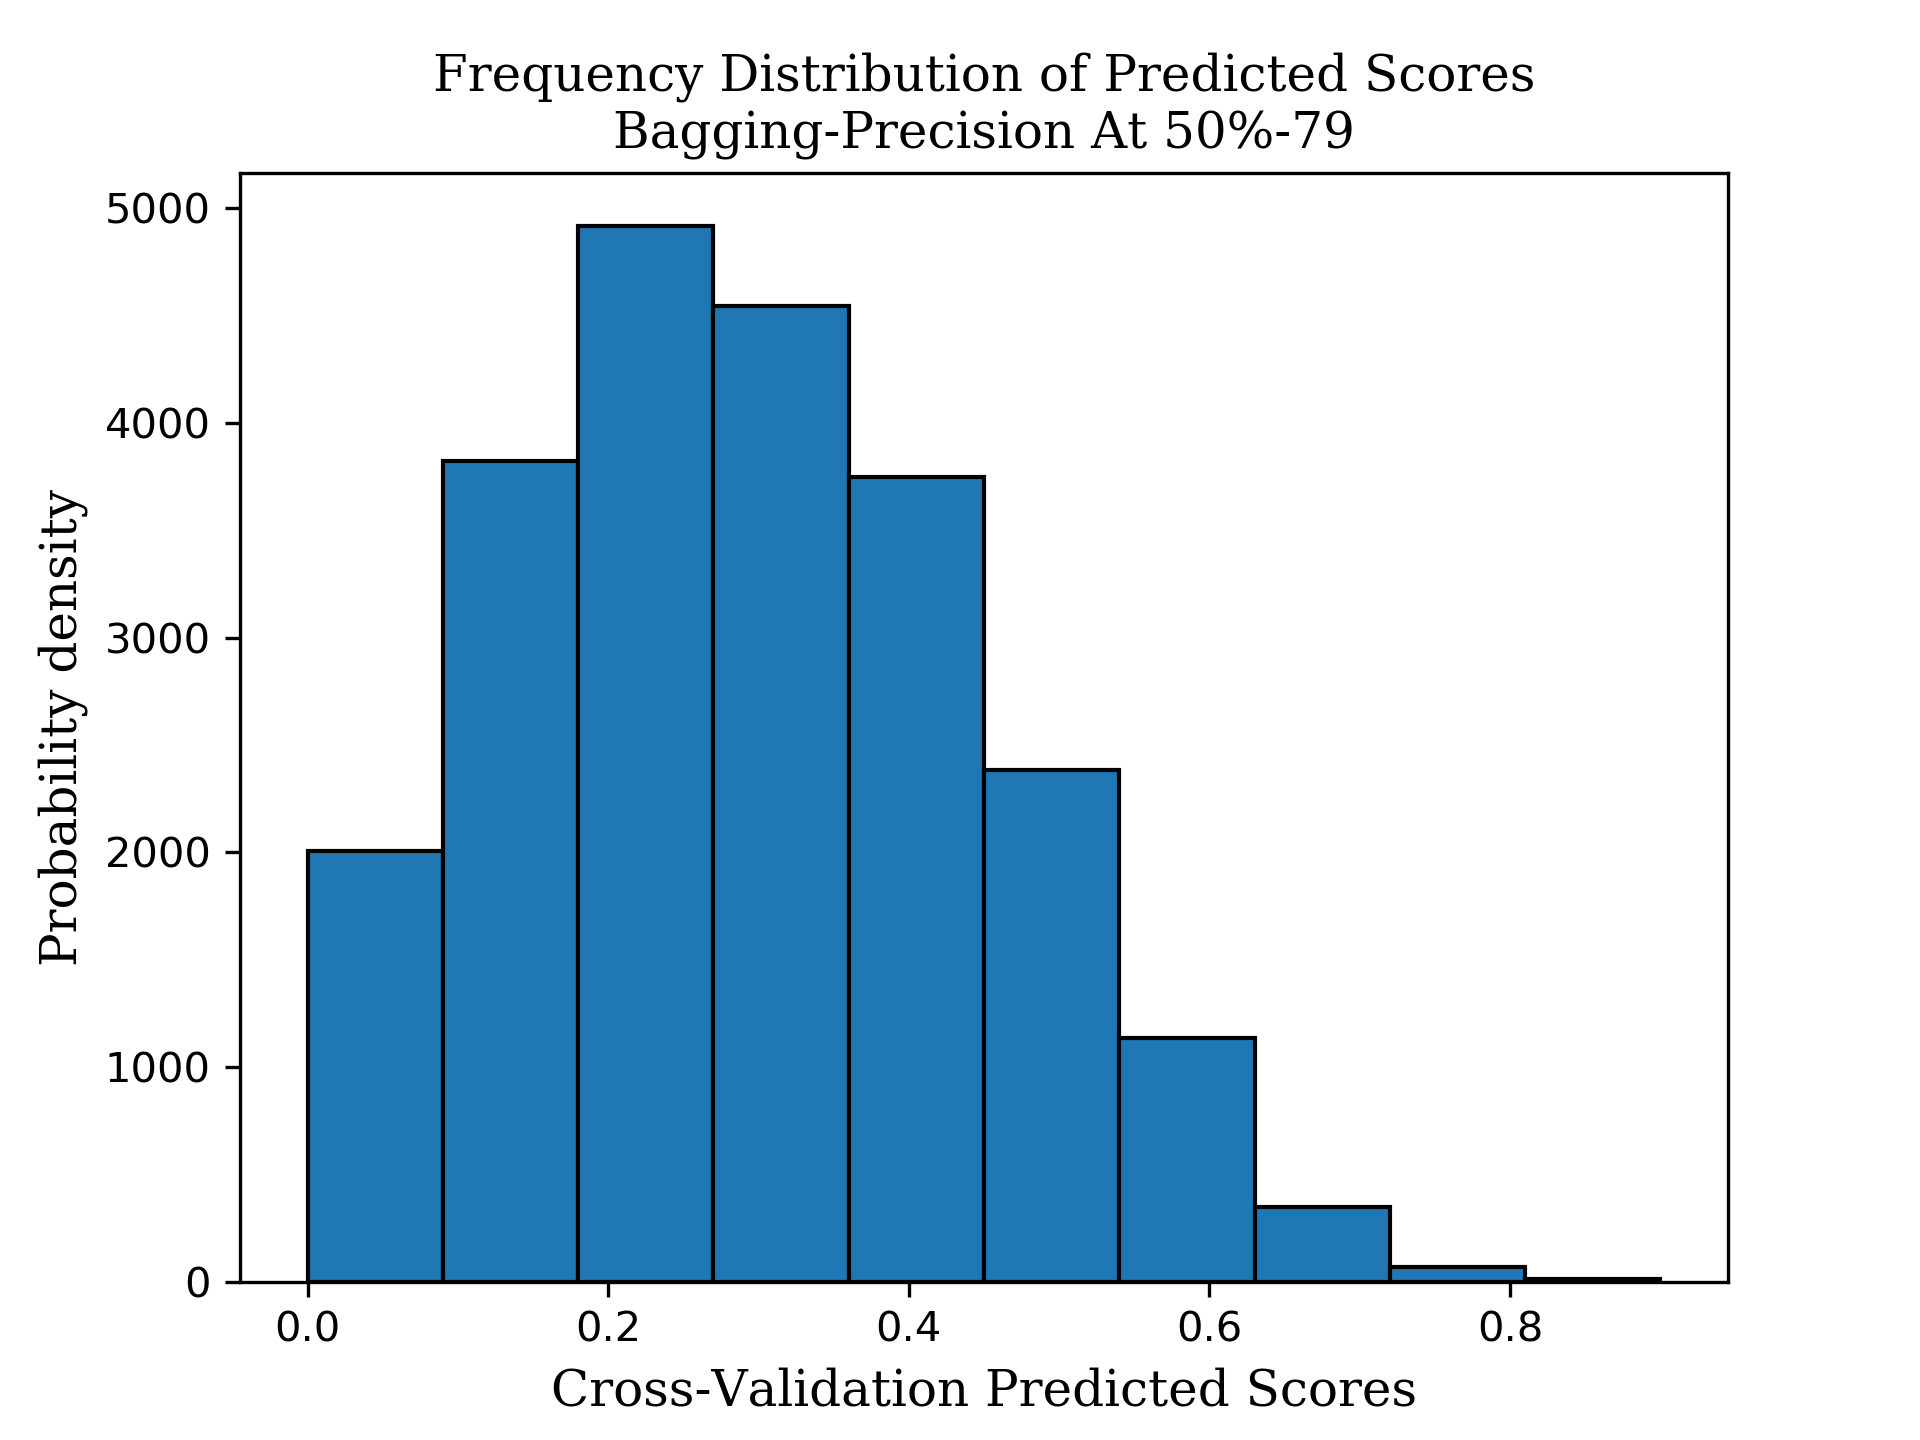 Frequency Distribution of Predicted Scores
Bagging-Precision At 50%-79
5000
4000
3000
2000
1000
0
Probability density
0.0 0.2 0.4 0.6 0.8
Cross-Validation Predicted Scores